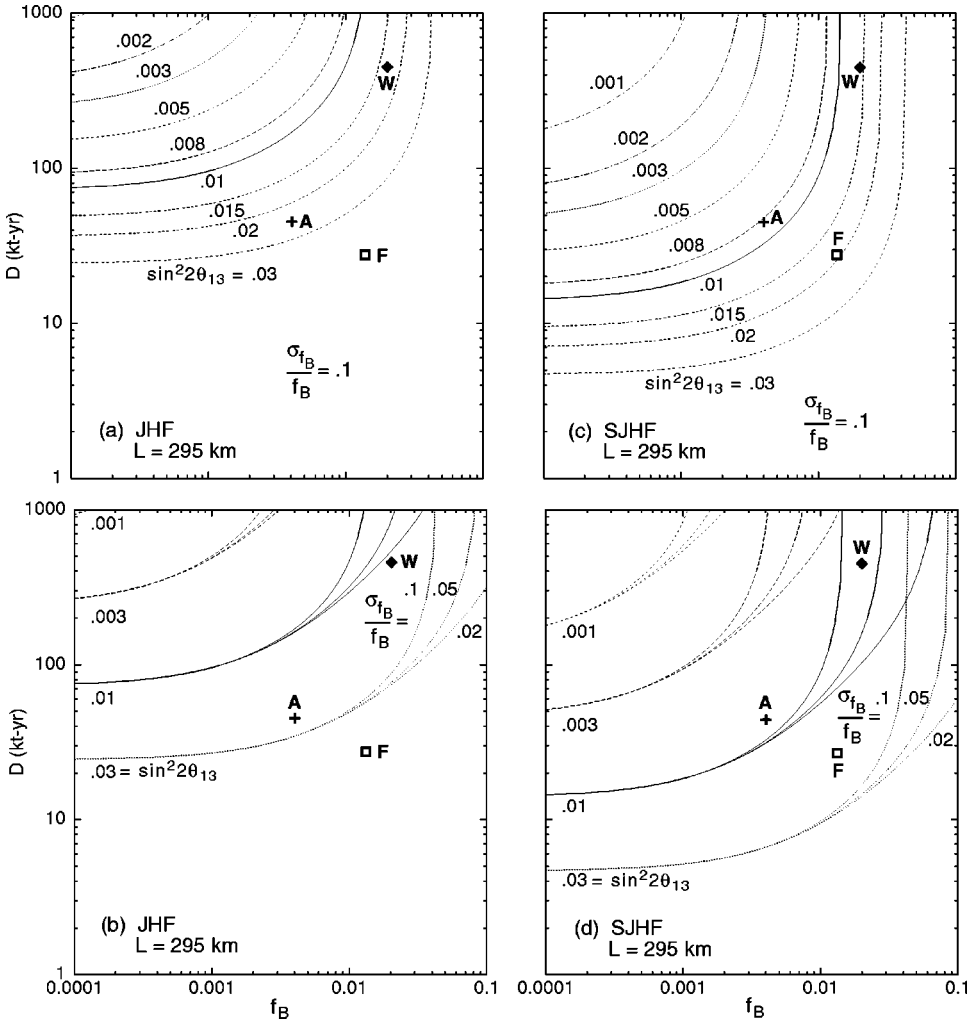 D (kt-yr)
1000
100
10
1
.002
.003
.005
.008
.01
.015
.02
sin²2θ₁₃ = .03
W
A
F
σ_fB / f_B = .1
(a) JHF
L = 295 km
1000
.001
.002
.003
.005
.008
.01
.015
.02
sin²2θ₁₃ = .03
W
A
F
σ_fB / f_B = .1
(c) SJHF
L = 295 km
D (kt-yr)
1000
100
10
1
.001
.003
.01
.03 = sin²2θ₁₃
W
A
F
σ_fB / f_B = .1 .05 .02
(b) JHF
L = 295 km
0.0001 0.001 0.01 0.1
f_B
1000
.001
.003
.01
.03 = sin²2θ₁₃
W
A
F
σ_fB / f_B = .1 .05 .02
(d) SJHF
L = 295 km
0.001 0.01 0.1
f_B